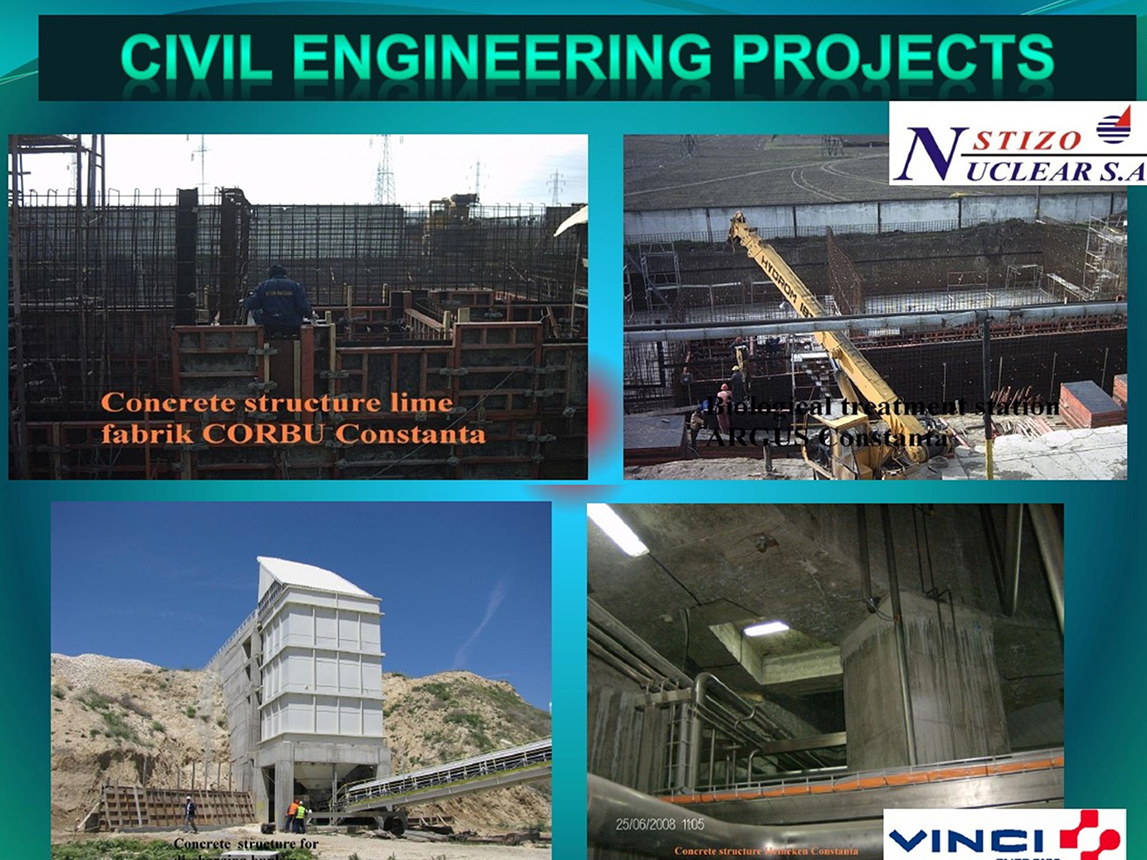 CIVIL ENGINEERING PROJECTS
NSTIZO
NUCLEAR S.A
Concrete structure lime
fabrik CORBU Constanta
HYDROM
Biological treatment station
ARGUS Constanta
Concrete structure for
25/06/2008 11:05
Concrete structure Heineken Constanta
VINCI